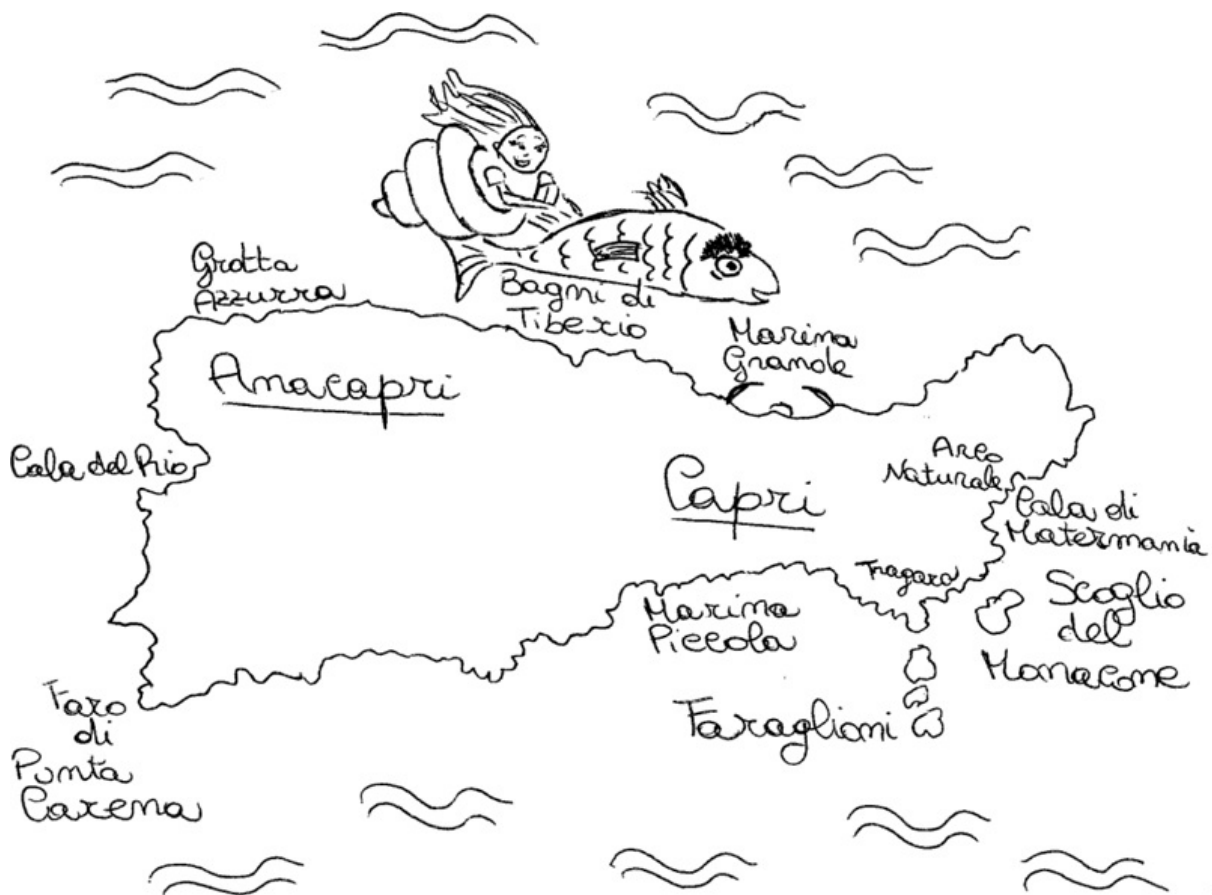 Grotta
Azzurra
Bagni di
Tiberio
Marina
Grande
Anacapri
Cala del Rio
Arco
Naturale
Capri
Cala di
Matermania
Tragara
Marina
Piccola
Scoglio
del
Monacone
Faraglioni
Faro
di
Punta
Carena